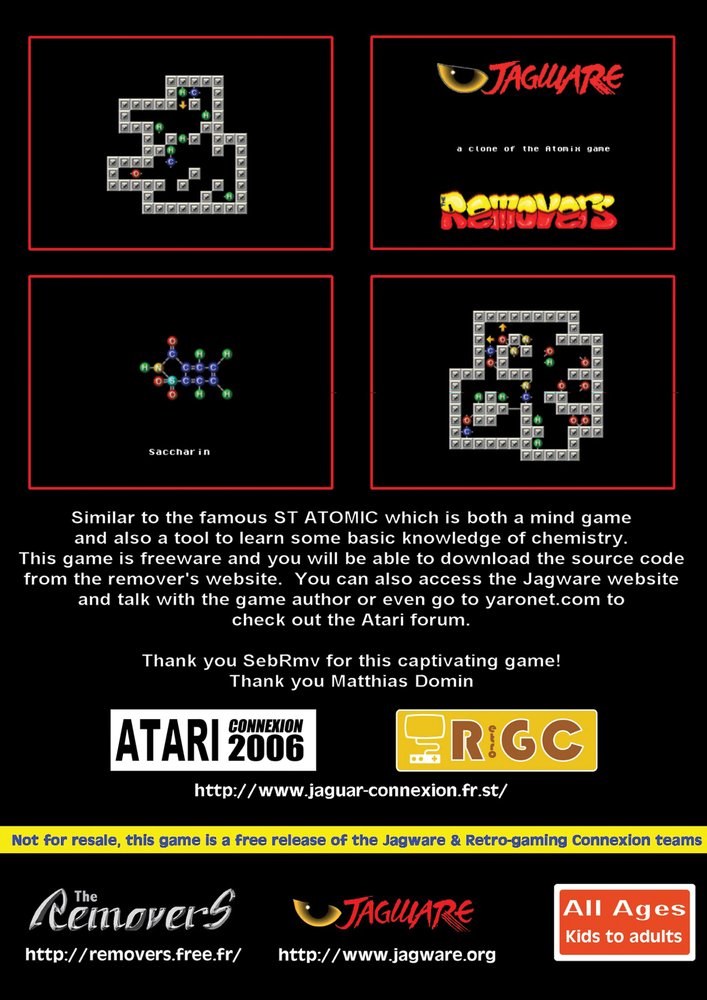 JAGWARE
a clone of the Atomix game
THE
Removers
Saccharin
Similar to the famous ST ATOMIC which is both a mind game
and also a tool to learn some basic knowledge of chemistry.
This game is freeware and you will be able to download the source code
from the remover's website.  You can also access the Jagware website
and talk with the game author or even go to yaronet.com to
check out the Atari forum.
Thank you SebRmv for this captivating game!
Thank you Matthias Domin
ATARI CONNEXION 2006
Retro GC
http://www.jaguar-connexion.fr.st/
Not for resale, this game is a free release of the Jagware & Retro-gaming Connexion teams
The
Removers
http://removers.free.fr/
JAGWARE
http://www.jagware.org
All Ages
Kids to adults